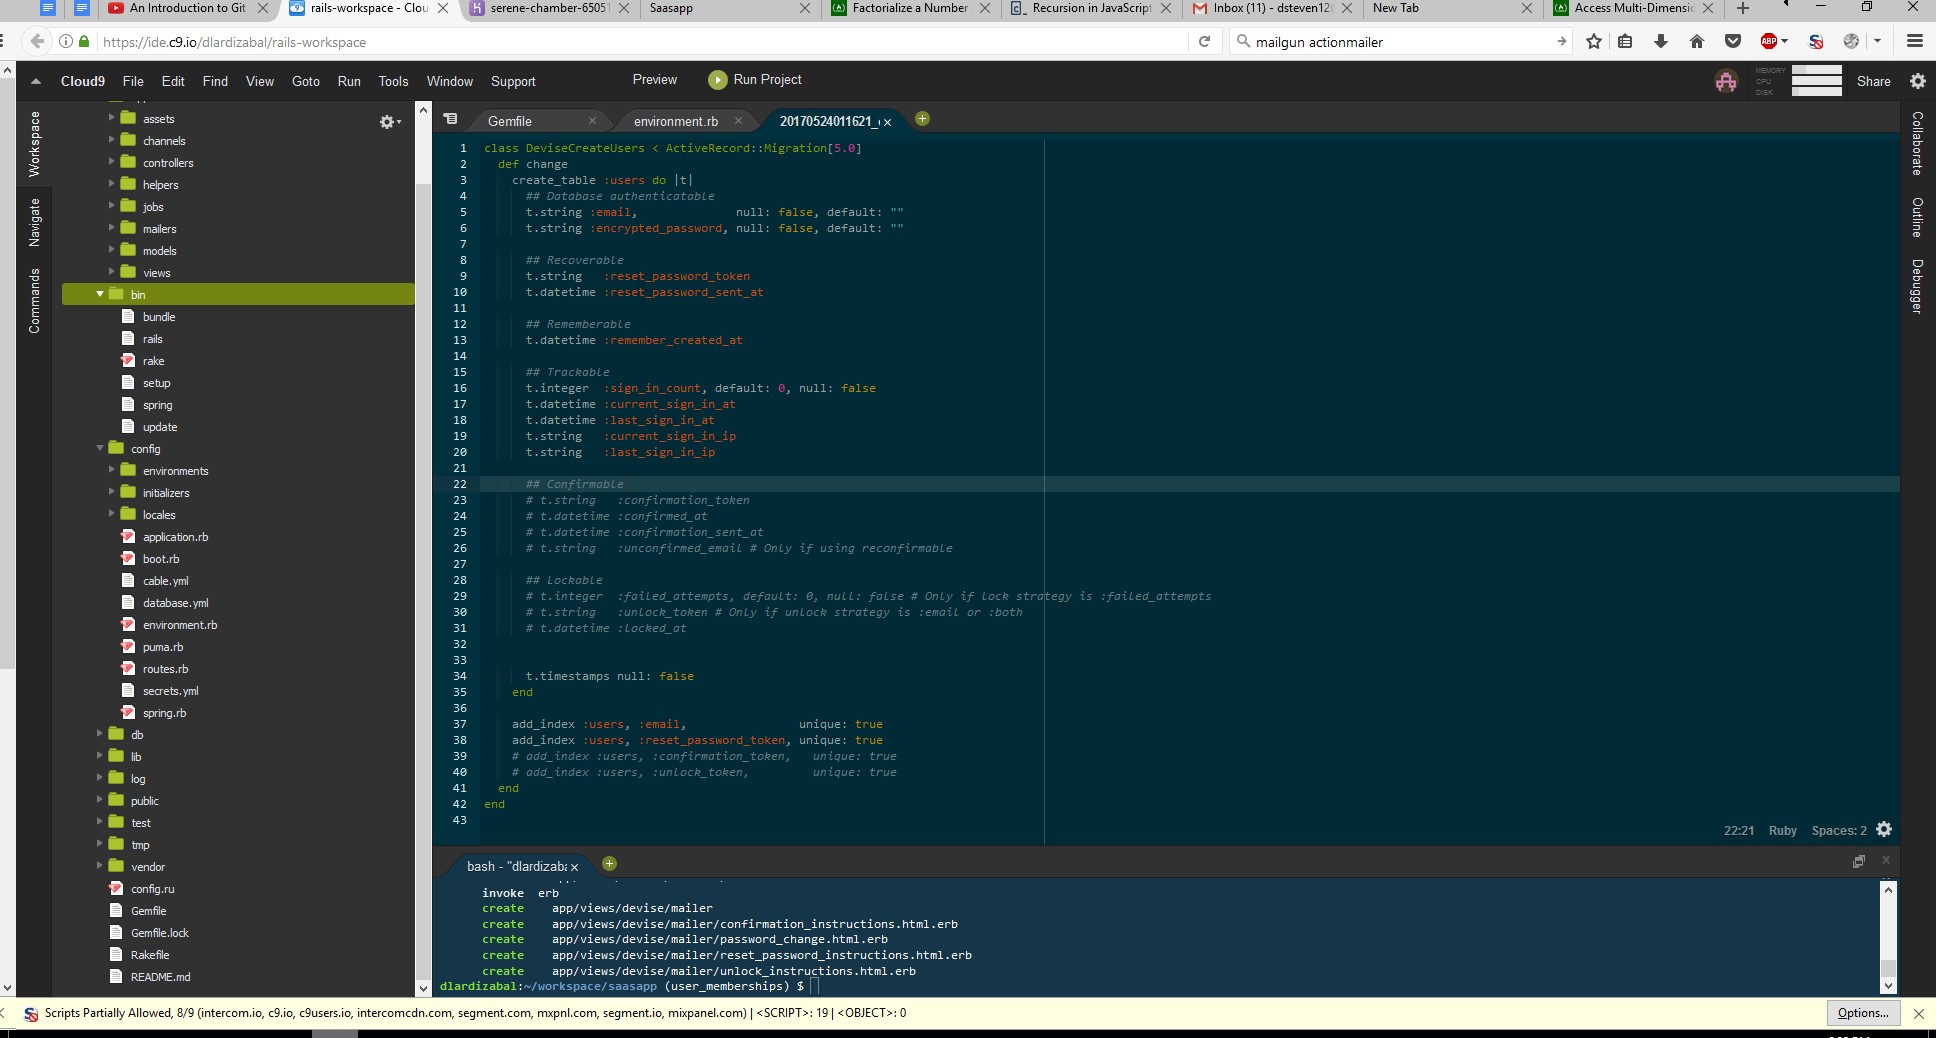 An Introduction to Git
rails-workspace - Clou
serene-chamber-6505
Saasapp
Factorialize a Number
Recursion in JavaScript
Inbox (11) - dsteven12
New Tab
Access Multi-Dimensio
https://ide.c9.io/dlardizabal/rails-workspace
mailgun actionmailer
ABP
Cloud9 File Edit Find View Goto Run Tools Window Support Preview Run Project
MEMORY
CPU
DISK
Share
Workspace
Navigate
Commands
assets
channels
controllers
helpers
jobs
mailers
models
views
bin
bundle
rails
rake
setup
spring
update
config
environments
initializers
locales
application.rb
boot.rb
cable.yml
database.yml
environment.rb
puma.rb
routes.rb
secrets.yml
spring.rb
db
lib
log
public
test
tmp
vendor
config.ru
Gemfile
Gemfile.lock
Rakefile
README.md
Gemfile environment.rb 20170524011621_
1 class DeviseCreateUsers < ActiveRecord::Migration[5.0]
2 def change
3 create_table :users do |t|
4 ## Database authenticatable
5 t.string :email, null: false, default: ""
6 t.string :encrypted_password, null: false, default: ""
7
8 ## Recoverable
9 t.string :reset_password_token
10 t.datetime :reset_password_sent_at
11
12 ## Rememberable
13 t.datetime :remember_created_at
14
15 ## Trackable
16 t.integer :sign_in_count, default: 0, null: false
17 t.datetime :current_sign_in_at
18 t.datetime :last_sign_in_at
19 t.string :current_sign_in_ip
20 t.string :last_sign_in_ip
21
22 ## Confirmable
23 # t.string :confirmation_token
24 # t.datetime :confirmed_at
25 # t.datetime :confirmation_sent_at
26 # t.string :unconfirmed_email # Only if using reconfirmable
27
28 ## Lockable
29 # t.integer :failed_attempts, default: 0, null: false # Only if lock strategy is :failed_attempts
30 # t.string :unlock_token # Only if unlock strategy is :email or :both
31 # t.datetime :locked_at
32
33
34 t.timestamps null: false
35 end
36
37 add_index :users, :email, unique: true
38 add_index :users, :reset_password_token, unique: true
39 # add_index :users, :confirmation_token, unique: true
40 # add_index :users, :unlock_token, unique: true
41 end
42 end
43
22:21 Ruby Spaces: 2
Collaborate
Outline
Debugger
bash - "dlardizaba
invoke erb
create app/views/devise/mailer
create app/views/devise/mailer/confirmation_instructions.html.erb
create app/views/devise/mailer/password_change.html.erb
create app/views/devise/mailer/reset_password_instructions.html.erb
create app/views/devise/mailer/unlock_instructions.html.erb
dlardizabal:~/workspace/saasapp (user_memberships) $
Scripts Partially Allowed, 8/9 (intercom.io, c9.io, c9users.io, intercomcdn.com, segment.com, mxpnl.com, segment.io, mixpanel.com) | <SCRIPT>: 19 | <OBJECT>: 0
Options...